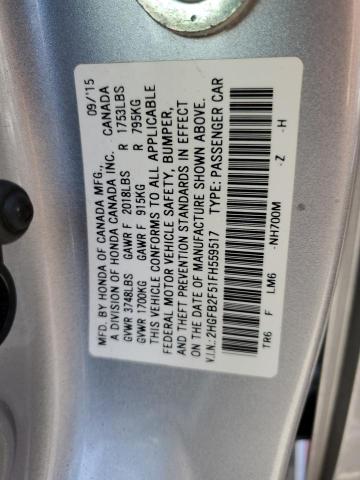 MFD. BY HONDA OF CANADA MFG., 09/'15
A DIVISION OF HONDA CANADA INC. CANADA
GVWR 3748LBS GAWR F 2018LBS R 1753LBS
GVWR 1700KG GAWR F 915KG R 795KG
THIS VEHICLE CONFORMS TO ALL APPLICABLE
FEDERAL MOTOR VEHICLE SAFETY, BUMPER,
AND THEFT PREVENTION STANDARDS IN EFFECT
ON THE DATE OF MANUFACTURE SHOWN ABOVE.
V.I.N.: 2HGFB2F51FH559517 TYPE: PASSENGER CAR
TR6 F LM6 -NH700M -Z -H